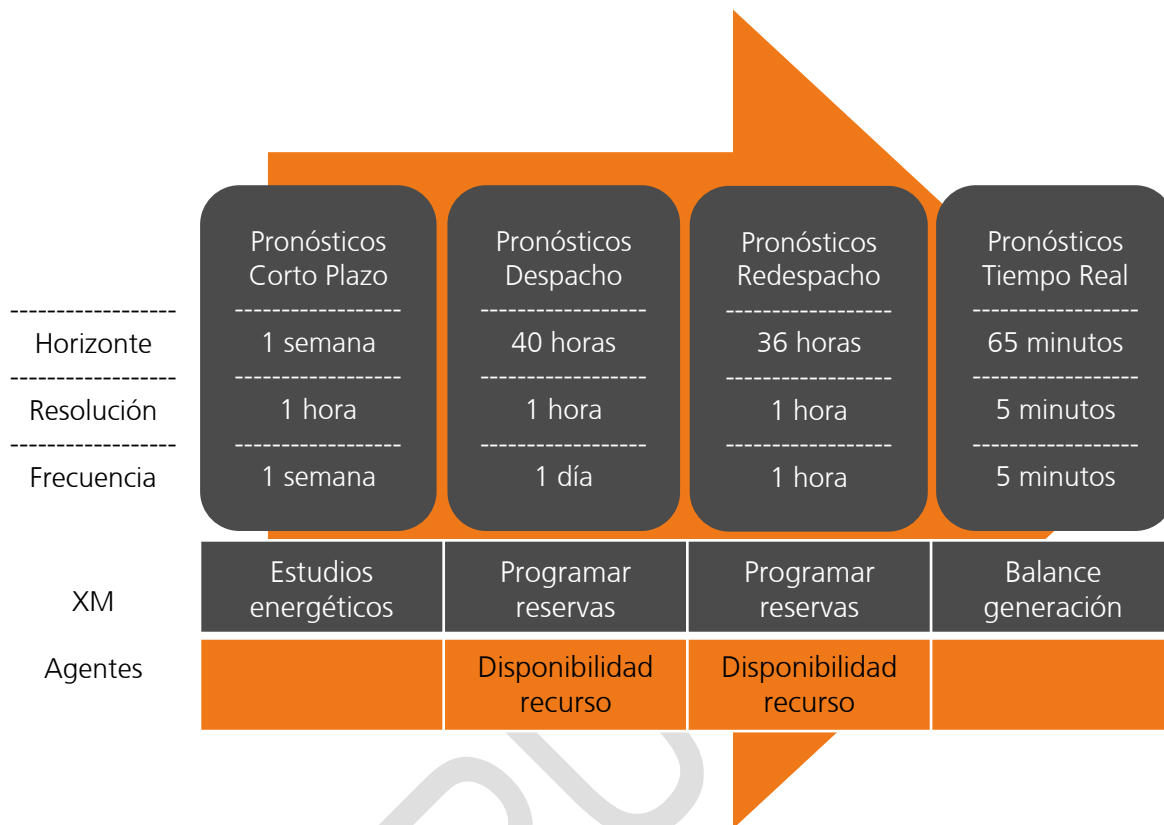 Pronósticos
Corto Plazo
Pronósticos
Despacho
Pronósticos
Redespacho
Pronósticos
Tiempo Real
Horizonte 1 semana 40 horas 36 horas 65 minutos
Resolución 1 hora 1 hora 1 hora 5 minutos
Frecuencia 1 semana 1 día 1 hora 5 minutos
XM
Estudios
energéticos
Programar
reservas
Programar
reservas
Balance
generación
Agentes
Disponibilidad
recurso
Disponibilidad
recurso